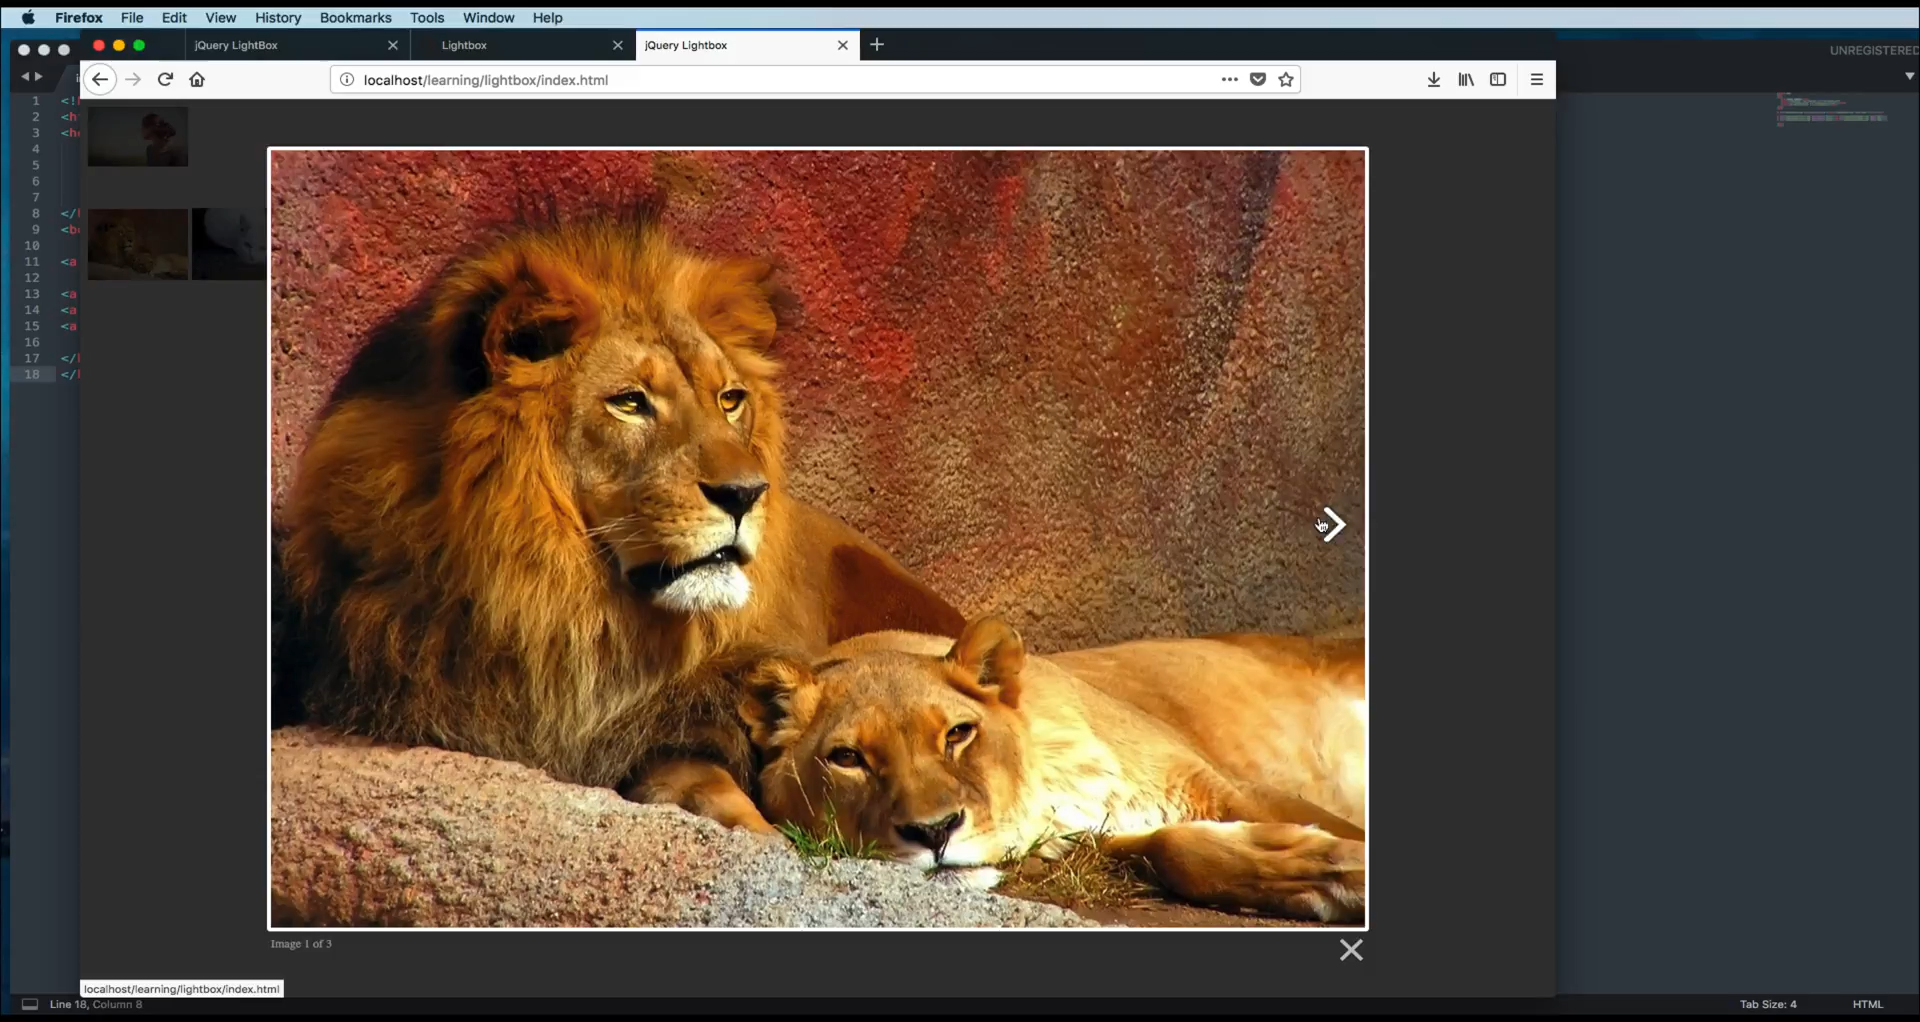 Firefox File Edit View History Bookmarks Tools Window Help
jQuery LightBox
Lightbox
jQuery Lightbox
UNREGISTERED
localhost/learning/lightbox/index.html
1 <!
2 <h
3 <he
4
5
6
7
8 </
9 <bo
10
11 <a
12
13 <a
14 <a
15 <a
16
17 </
18 </
Image 1 of 3
localhost/learning/lightbox/index.html
Line 18, Column 8
Tab Size: 4
HTML